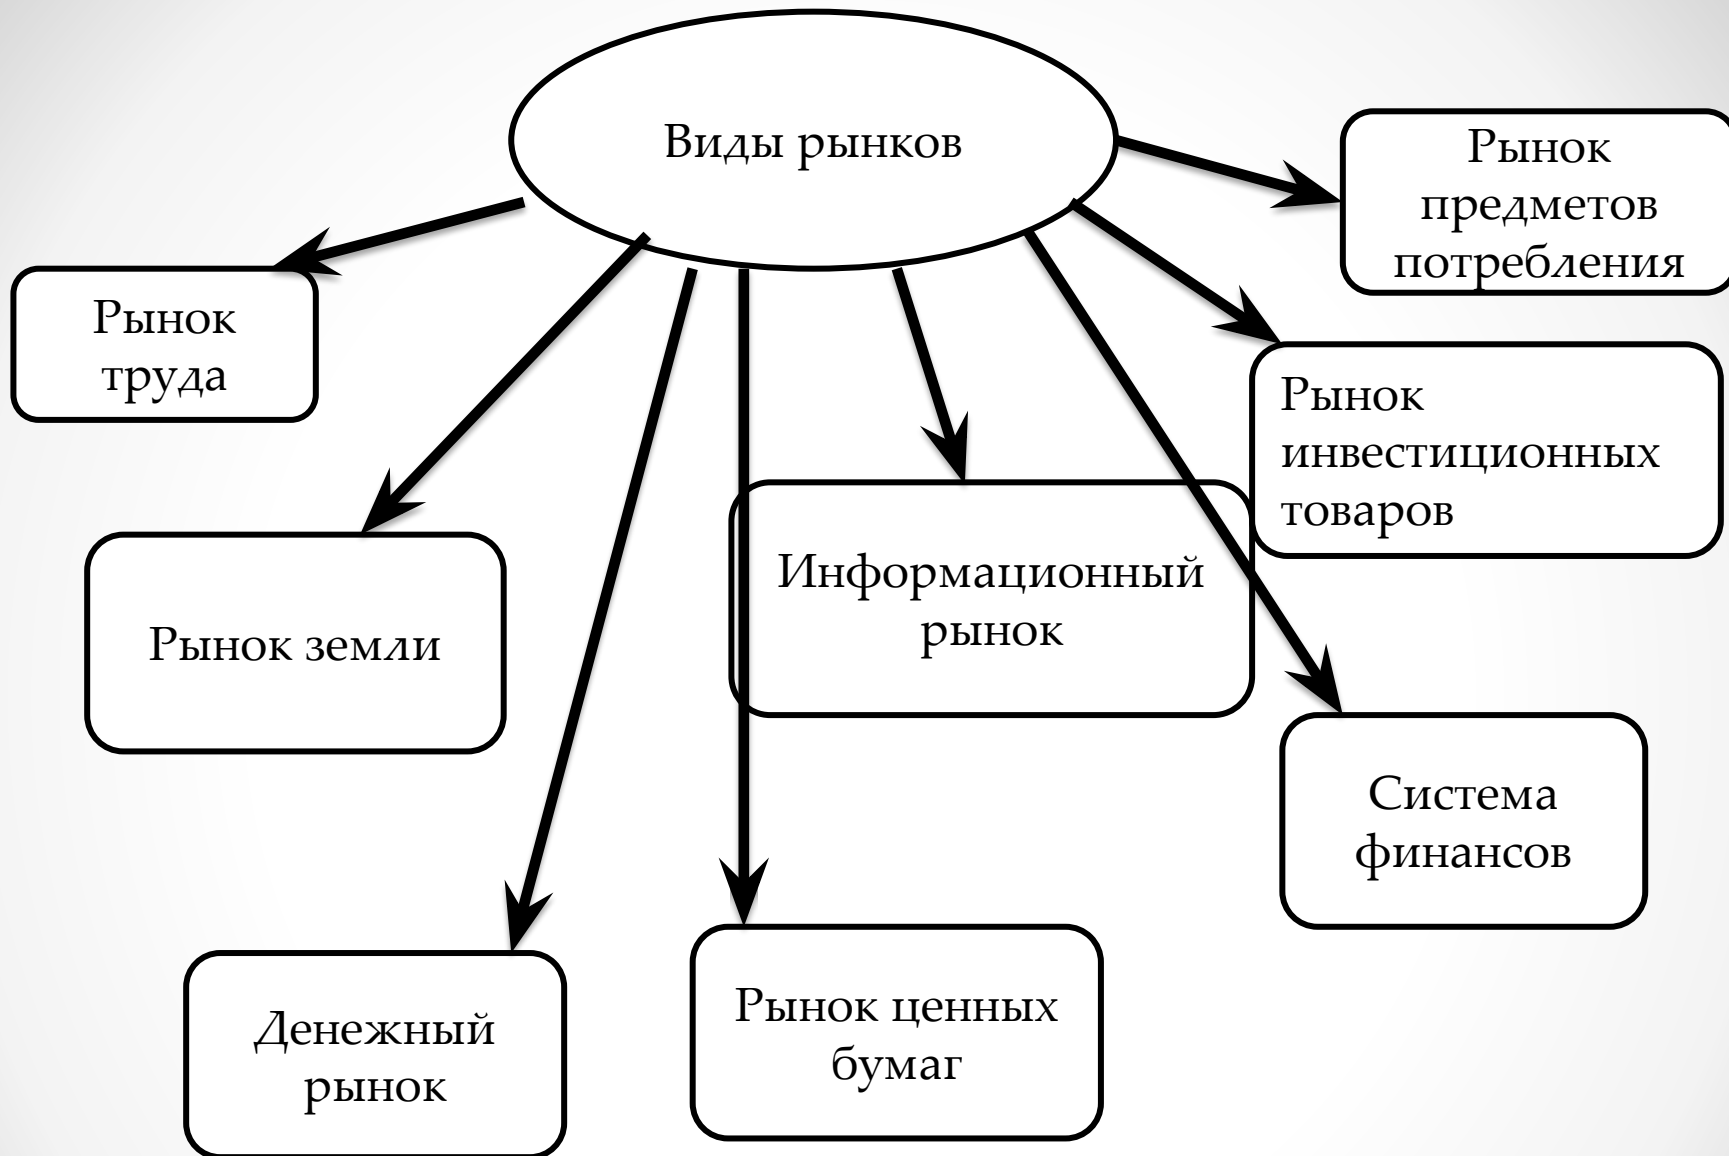 Виды рынков
Рынок
предметов
потребления
Рынок
труда
Рынок
инвестиционных
товаров
Информационный
рынок
Рынок земли
Система
финансов
Денежный
рынок
Рынок ценных
бумаг